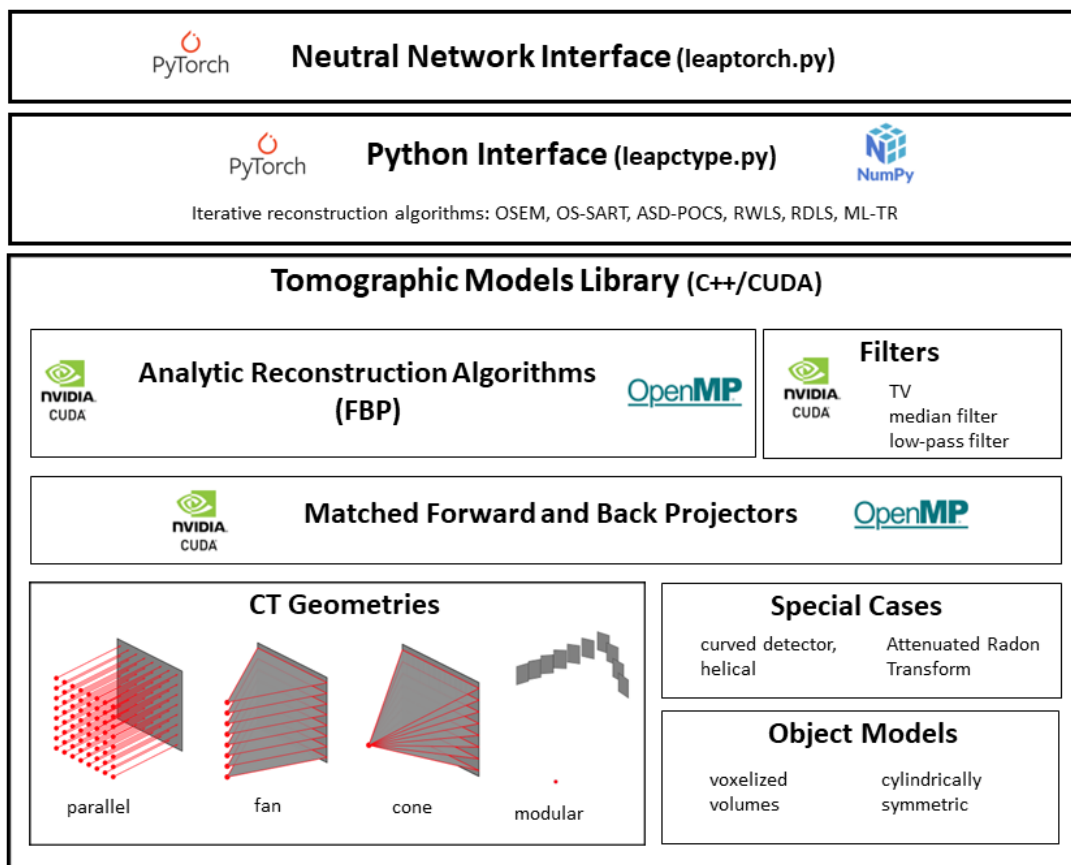 PyTorch
Neutral Network Interface (leaptorch.py)
PyTorch
Python Interface (leapctype.py)
NumPy
Iterative reconstruction algorithms: OSEM, OS-SART, ASD-POCS, RWLS, RDLS, ML-TR
Tomographic Models Library (C++/CUDA)
NVIDIA.
CUDA
Analytic Reconstruction Algorithms
(FBP)
OpenMP
Filters
NVIDIA.
CUDA
TV
median filter
low-pass filter
NVIDIA.
CUDA
Matched Forward and Back Projectors
OpenMP
CT Geometries
parallel
fan
cone
modular
Special Cases
curved detector,
helical
Attenuated Radon
Transform
Object Models
voxelized
volumes
cylindrically
symmetric